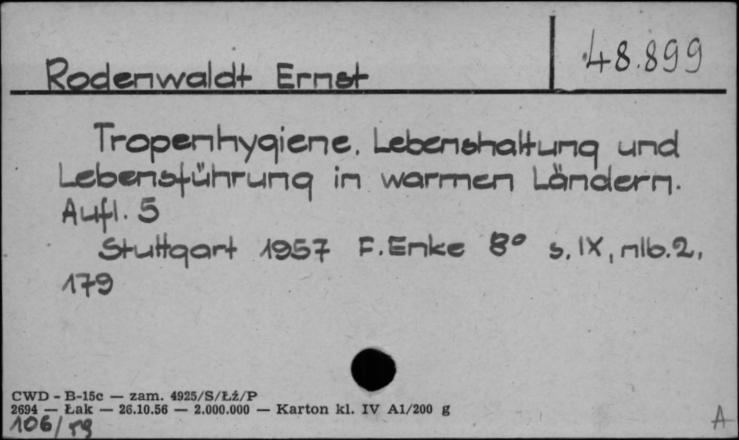 48.899
Rodenwaldt Ernst
Tropenhygiene. Lebenshaltung und
Lebensführung in warmen Ländern.
Aufl. 5
Stuttgart 1957 F. Enke 8° s. IX, nlb. 2,
179
CWD - B-15c — zam. 4925/S/Łź/P
2694 — Łak — 26.10.56 — 2.000.000 — Karton kl. IV A1/200 g
106/59
A